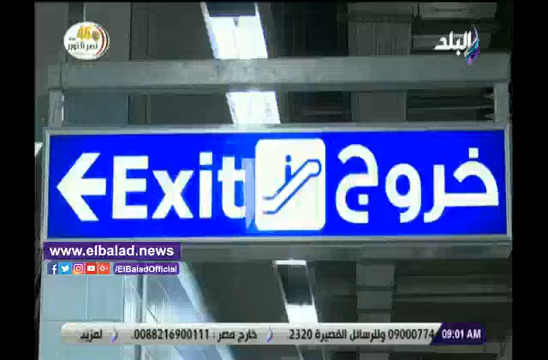 46
نصر أكتوبر
البلد
Exit خروج
www.elbalad.news
/ElBaladOfficial
09:01 AM
09000774 وللرسائل القصيرة 2320
خارج مصر : 0088216900111
لمزيد